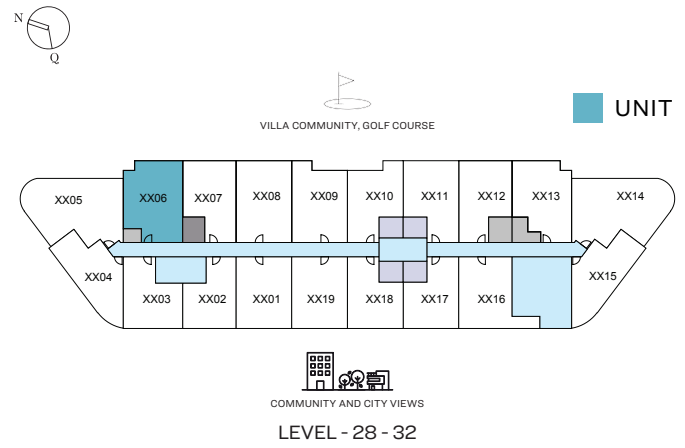 N
Q
VILLA COMMUNITY, GOLF COURSE
UNIT
XX05
XX06
XX07
XX08
XX09
XX10
XX11
XX12
XX13
XX14
XX04
XX03
XX02
XX01
XX19
XX18
XX17
XX16
XX15
COMMUNITY AND CITY VIEWS
LEVEL - 28 - 32